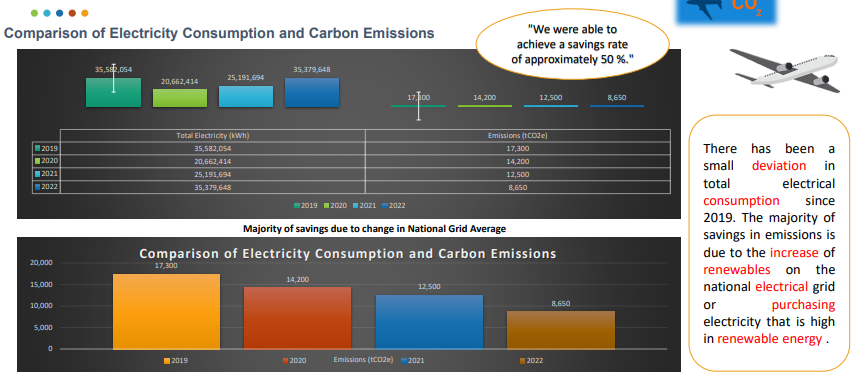 CO2
Comparison of Electricity Consumption and Carbon Emissions
"We were able to
achieve a savings rate
of approximately 50 %."
35,582,054
20,662,414
25,191,694
35,379,648
17,300
14,200
12,500
8,650
Total Electricity (kWh) Emissions (tCO2e)
2019 35,582,054 17,300
2020 20,662,414 14,200
2021 25,191,694 12,500
2022 35,379,648 8,650
2019 2020 2021 2022
Majority of savings due to change in National Grid Average
Comparison of Electricity Consumption and Carbon Emissions
20,000
15,000
10,000
5,000
0
17,300
14,200
12,500
8,650
2019 2020 Emissions (tCO2e) 2021 2022
There has been a
small deviation in
total electrical
consumption since
2019. The majority of
savings in emissions is
due to the increase of
renewables on the
national electrical grid
or purchasing
electricity that is high
in renewable energy .